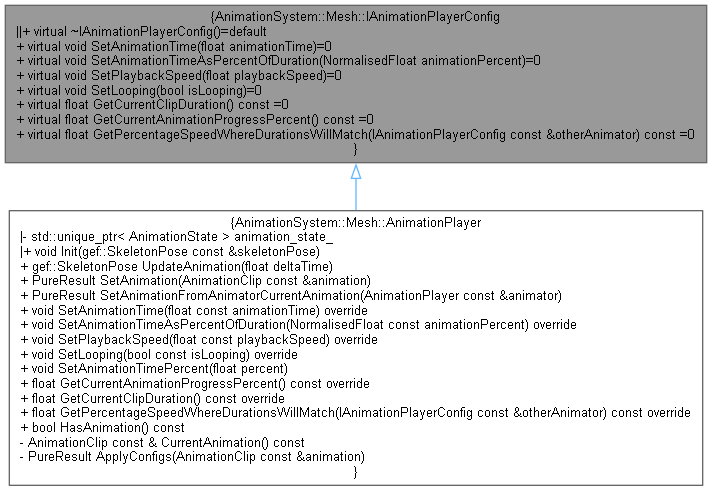 {AnimationSystem::Mesh::IAnimationPlayerConfig
||+ virtual ~IAnimationPlayerConfig()=default
+ virtual void SetAnimationTime(float animationTime)=0
+ virtual void SetAnimationTimeAsPercentOfDuration(NormalisedFloat animationPercent)=0
+ virtual void SetPlaybackSpeed(float playbackSpeed)=0
+ virtual void SetLooping(bool isLooping)=0
+ virtual float GetCurrentClipDuration() const =0
+ virtual float GetCurrentAnimationProgressPercent() const =0
+ virtual float GetPercentageSpeedWhereDurationsWillMatch(IAnimationPlayerConfig const &otherAnimator) const =0
}
{AnimationSystem::Mesh::AnimationPlayer
|- std::unique_ptr< AnimationState > animation_state_
|+ void Init(gef::SkeletonPose const &skeletonPose)
+ gef::SkeletonPose UpdateAnimation(float deltaTime)
+ PureResult SetAnimation(AnimationClip const &animation)
+ PureResult SetAnimationFromAnimatorCurrentAnimation(AnimationPlayer const &animator)
+ void SetAnimationTime(float const animationTime) override
+ void SetAnimationTimeAsPercentOfDuration(NormalisedFloat const animationPercent) override
+ void SetPlaybackSpeed(float const playbackSpeed) override
+ void SetLooping(bool const isLooping) override
+ void SetAnimationTimePercent(float percent)
+ float GetCurrentAnimationProgressPercent() const override
+ float GetCurrentClipDuration() const override
+ float GetPercentageSpeedWhereDurationsWillMatch(IAnimationPlayerConfig const &otherAnimator) const override
+ bool HasAnimation() const
- AnimationClip const & CurrentAnimation() const
- PureResult ApplyConfigs(AnimationClip const &animation)
}